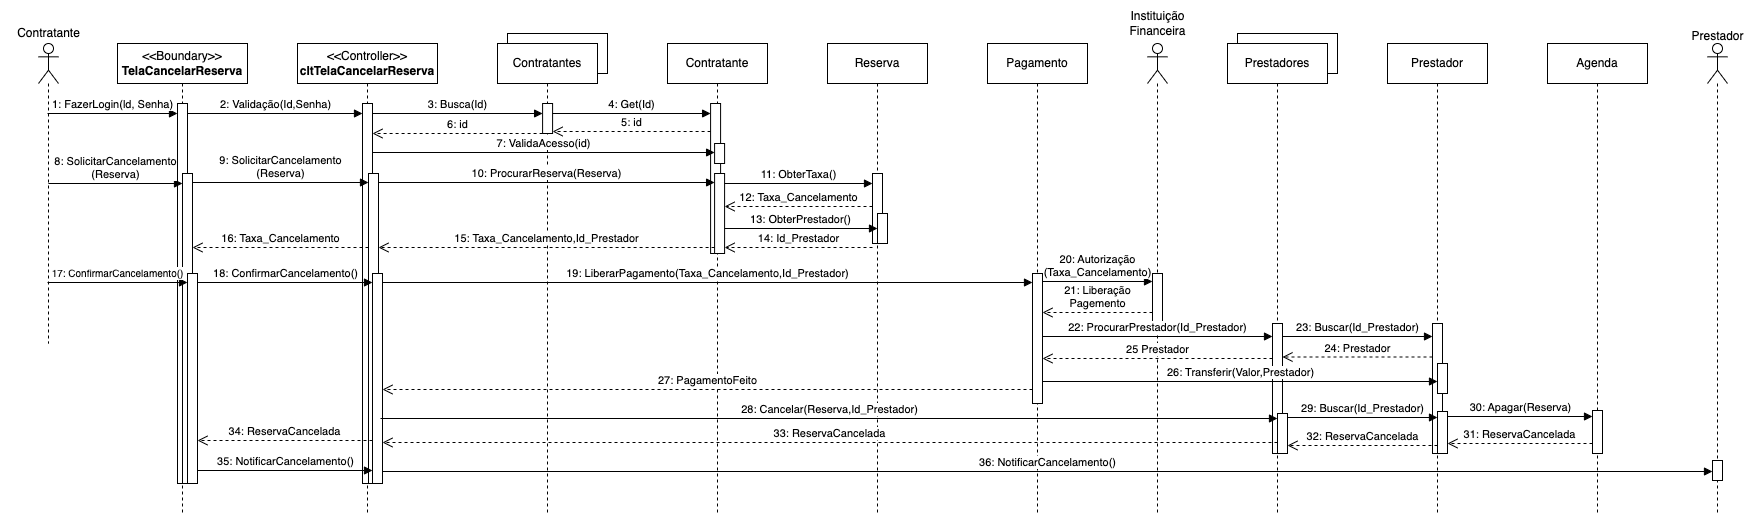 Contratante
<<Boundary>>
TelaCancelarReserva
<<Controller>>
cltTelaCancelarReserva
Contratantes
Contratante
Reserva
Pagamento
Instituição
Financeira
Prestadores
Prestador
Agenda
Prestador
1: FazerLogin(Id, Senha)
2: Validação(Id,Senha)
3: Busca(Id)
4: Get(Id)
5: id
6: id
7: ValidaAcesso(id)
8: SolicitarCancelamento
(Reserva)
9: SolicitarCancelamento
(Reserva)
10: ProcurarReserva(Reserva)
11: ObterTaxa()
12: Taxa_Cancelamento
13: ObterPrestador()
14: Id_Prestador
15: Taxa_Cancelamento,Id_Prestador
16: Taxa_Cancelamento
17: ConfirmarCancelamento()
18: ConfirmarCancelamento()
19: LiberarPagamento(Taxa_Cancelamento,Id_Prestador)
20: Autorização
(Taxa_Cancelamento)
21: Liberação
Pagemento
22: ProcurarPrestador(Id_Prestador)
23: Buscar(Id_Prestador)
24: Prestador
25 Prestador
26: Transferir(Valor,Prestador)
27: PagamentoFeito
28: Cancelar(Reserva,Id_Prestador)
29: Buscar(Id_Prestador)
30: Apagar(Reserva)
31: ReservaCancelada
32: ReservaCancelada
33: ReservaCancelada
34: ReservaCancelada
35: NotificarCancelamento()
36: NotificarCancelamento()